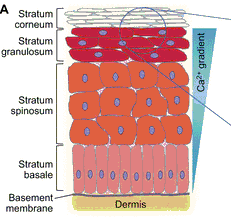 A
Stratum
corneum
Stratum
granulosum
Stratum
spinosum
Stratum
basale
Basement
membrane
Dermis
Ca2+ gradient